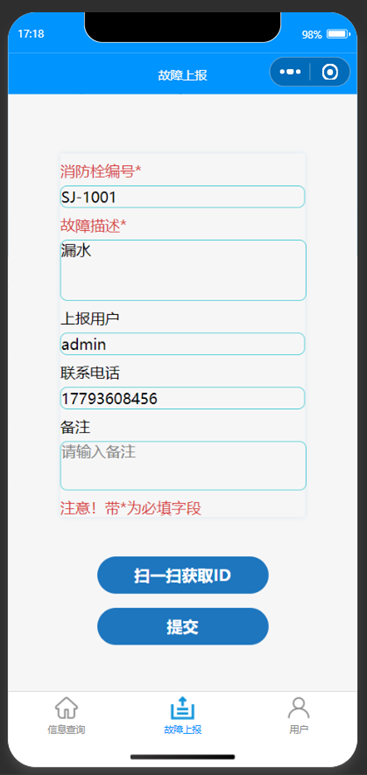 17:18
98%
故障上报
消防栓编号*
SJ-1001
故障描述*
漏水
上报用户
admin
联系电话
17793608456
备注
请输入备注
注意！带*为必填字段
扫一扫获取ID
提交
信息查询
故障上报
用户